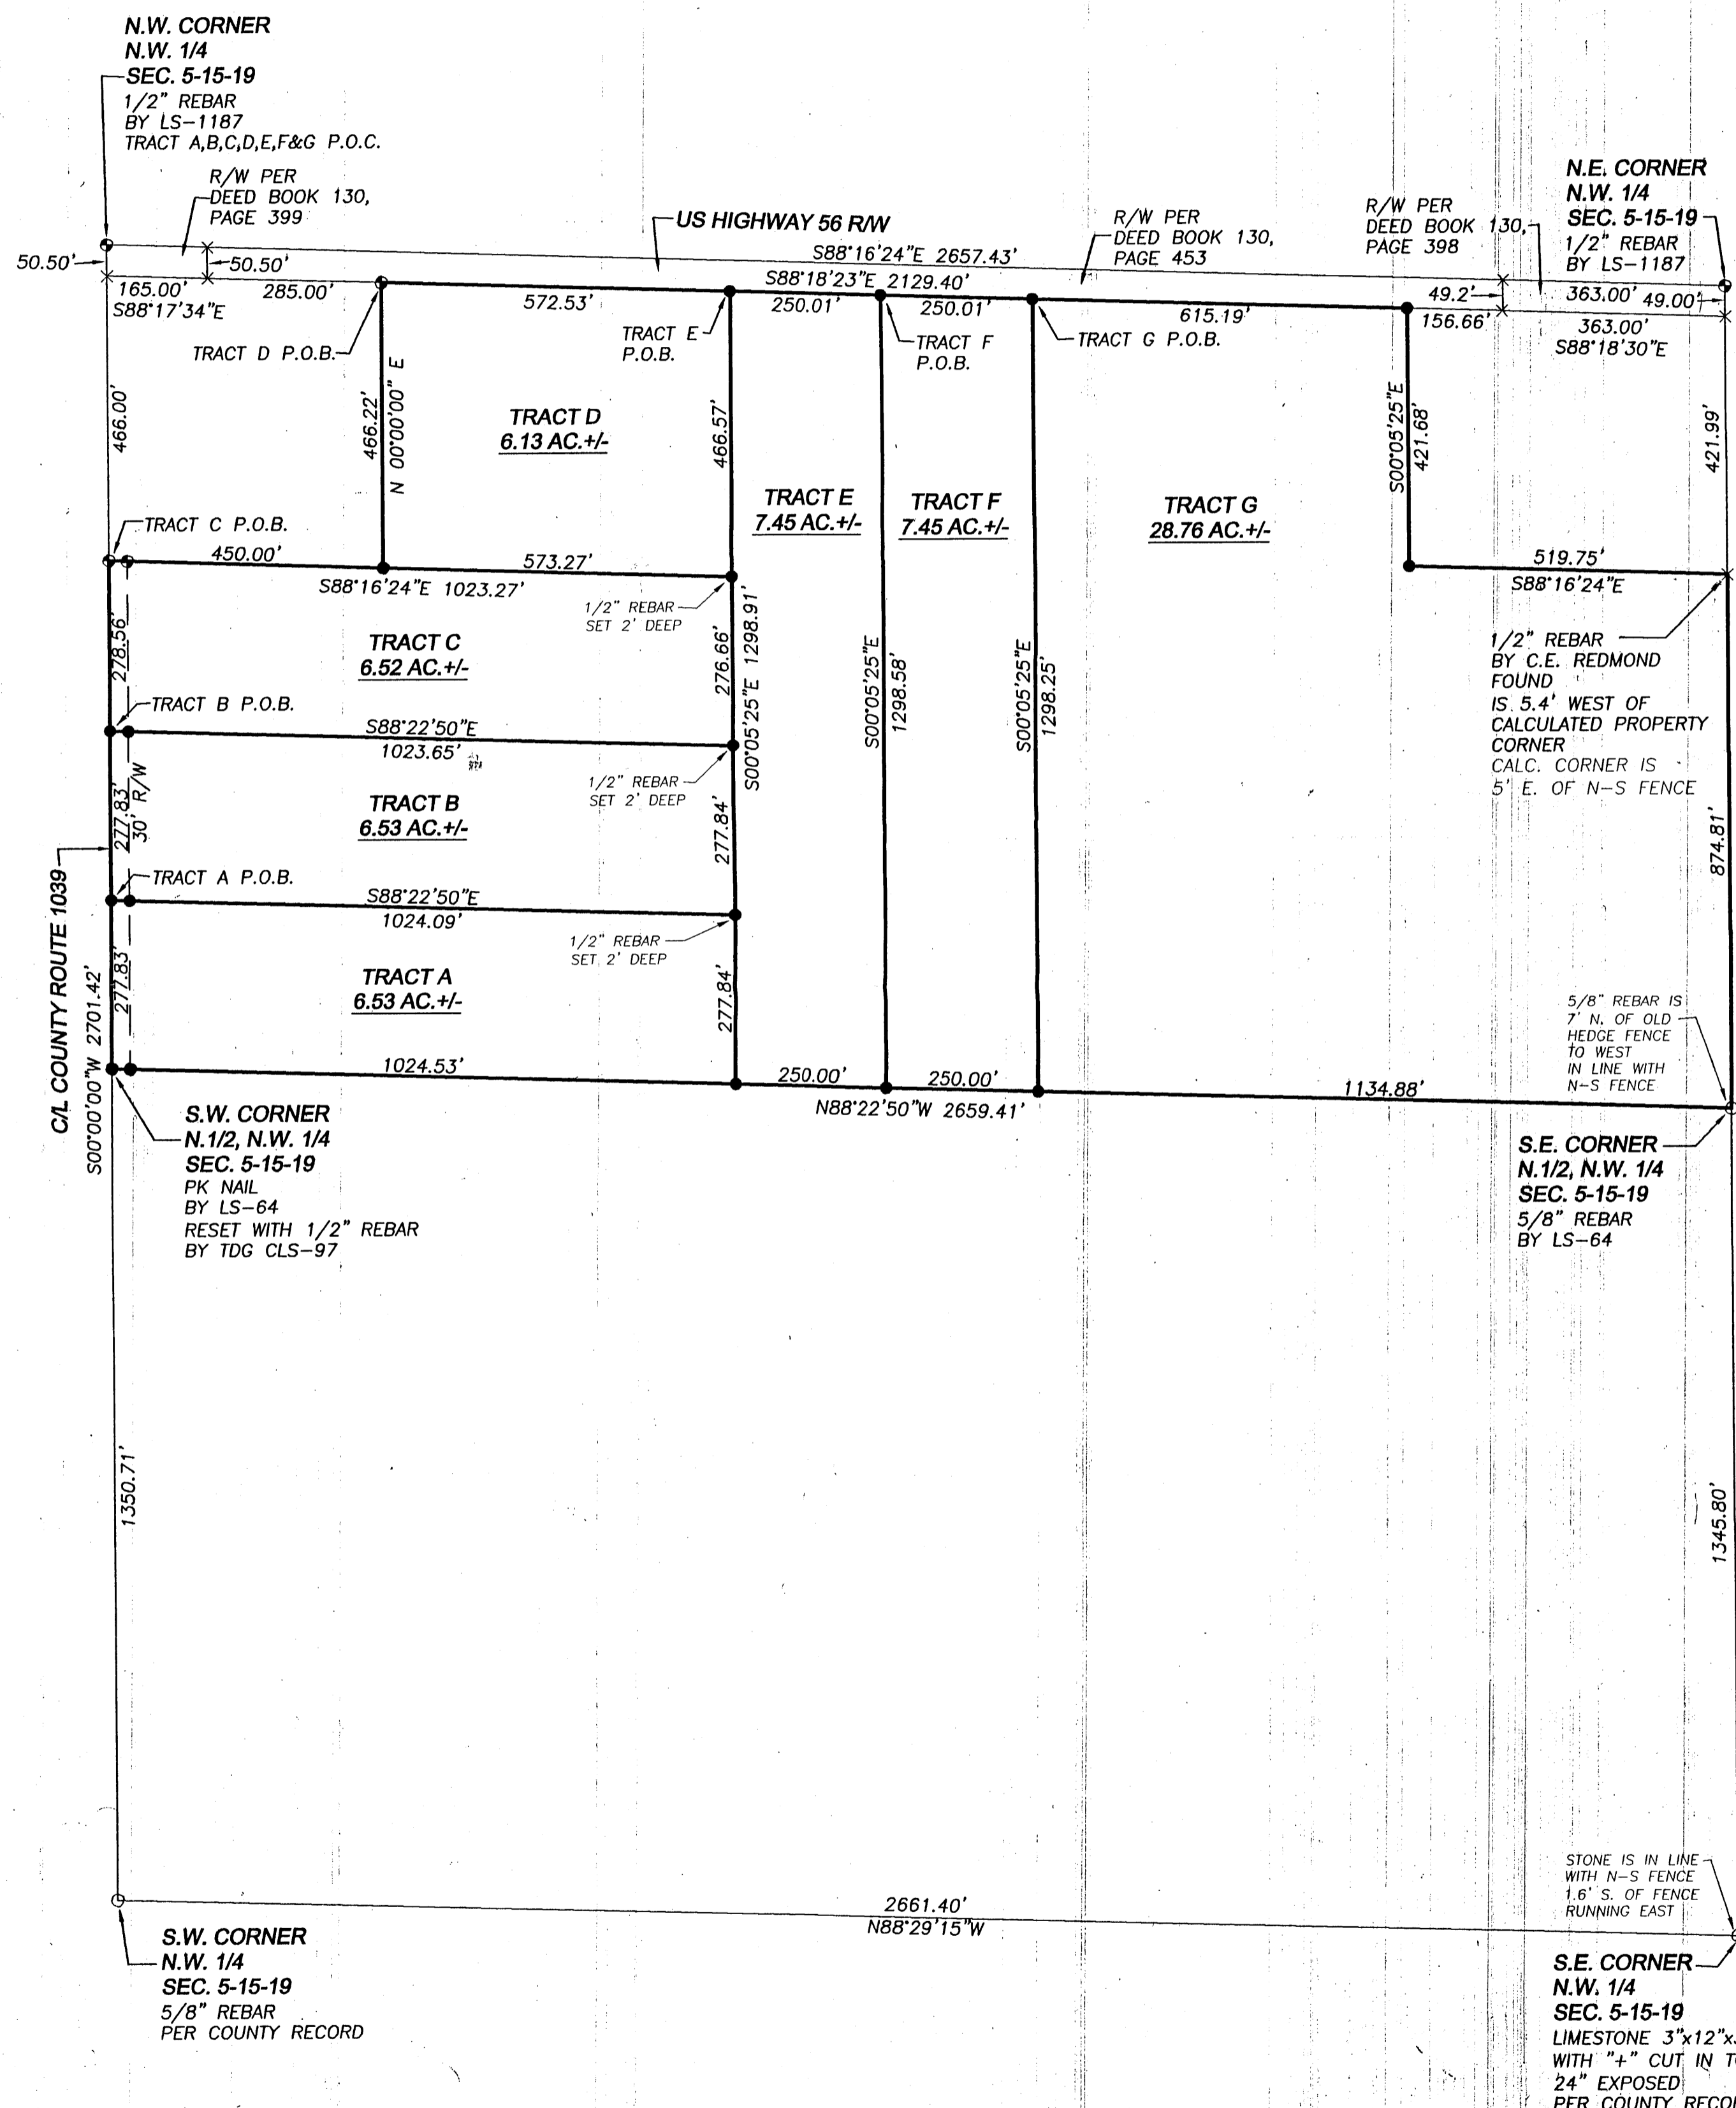 N.W. CORNER
N.W. 1/4
SEC. 5-15-19
1/2" REBAR
BY LS-1187
TRACT A,B,C,D,E,F&G P.O.C.
R/W PER
DEED BOOK 130,
PAGE 399
US HIGHWAY 56 R/W
R/W PER
DEED BOOK 130,
PAGE 453
R/W PER
DEED BOOK 130,
PAGE 398
N.E. CORNER
N.W. 1/4
SEC. 5-15-19
1/2" REBAR
BY LS-1187
50.50'
50.50'
S88°16'24"E 2657.43'
S88°18'23"E 2129.40'
165.00'
285.00'
S88°17'34"E
572.53'
250.01'
250.01'
615.19'
49.2'
156.66'
363.00'
49.00'
363.00'
S88°18'30"E
TRACT D P.O.B.
TRACT E
P.O.B.
TRACT F
P.O.B.
TRACT G P.O.B.
466.00'
466.22'
N 00°00'00" E
466.57'
S00°05'25"E
421.68'
421.99'
TRACT D
6.13 AC.+/-
TRACT E
7.45 AC.+/-
TRACT F
7.45 AC.+/-
TRACT G
28.76 AC.+/-
TRACT C P.O.B.
450.00'
573.27'
S88°16'24"E 1023.27'
519.75'
S88°16'24"E
1/2" REBAR
SET 2' DEEP
278.56'
TRACT C
6.52 AC.+/-
276.66'
S00°05'25"E 1298.91'
S00°05'25"E
1298.58'
S00°05'25"E
1298.25'
1/2" REBAR
BY C.E. REDMOND
FOUND
IS 5.4' WEST OF
CALCULATED PROPERTY
CORNER
CALC. CORNER IS
5' E. OF N-S FENCE
TRACT B P.O.B.
S88°22'50"E
1023.65'
1/2" REBAR
SET 2' DEEP
277.83'
30' R/W
TRACT B
6.53 AC.+/-
277.84'
874.81'
TRACT A P.O.B.
S88°22'50"E
1024.09'
1/2" REBAR
SET 2' DEEP
C/L COUNTY ROUTE 1039
S00°00'00"W 2701.42'
277.83'
TRACT A
6.53 AC.+/-
277.84'
5/8" REBAR IS
7' N. OF OLD
HEDGE FENCE
TO WEST
IN LINE WITH
N-S FENCE
1024.53'
250.00'
250.00'
1134.88'
N88°22'50"W 2659.41'
S.W. CORNER
N.1/2, N.W. 1/4
SEC. 5-15-19
PK NAIL
BY LS-64
RESET WITH 1/2" REBAR
BY TDG CLS-97
S.E. CORNER
N.1/2, N.W. 1/4
SEC. 5-15-19
5/8" REBAR
BY LS-64
1350.71'
1345.80'
STONE IS IN LINE
WITH N-S FENCE
1.6' S. OF FENCE
RUNNING EAST
2661.40'
N88°29'15"W
S.W. CORNER
N.W. 1/4
SEC. 5-15-19
5/8" REBAR
PER COUNTY RECORD
S.E. CORNER
N.W. 1/4
SEC. 5-15-19
LIMESTONE 3"x12"x
WITH "+" CUT IN
24" EXPOSED
PER COUNTY